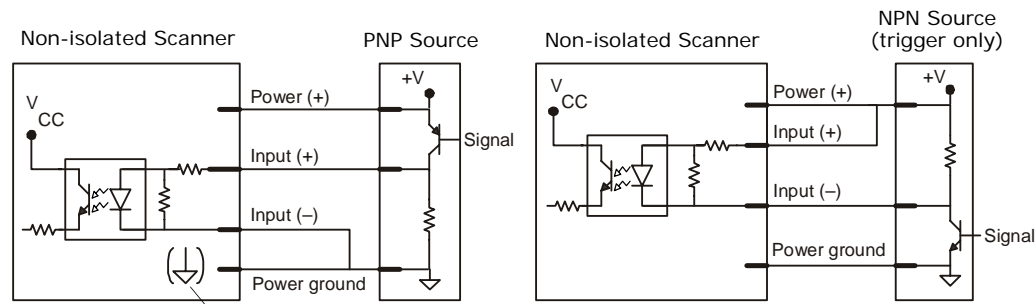 Non-isolated Scanner
PNP Source
+V
V
CC
Power (+)
Signal
Input (+)
Input (–)
Power ground
Non-isolated Scanner
NPN Source
(trigger only)
+V
V
CC
Power (+)
Input (+)
Input (–)
Signal
Power ground